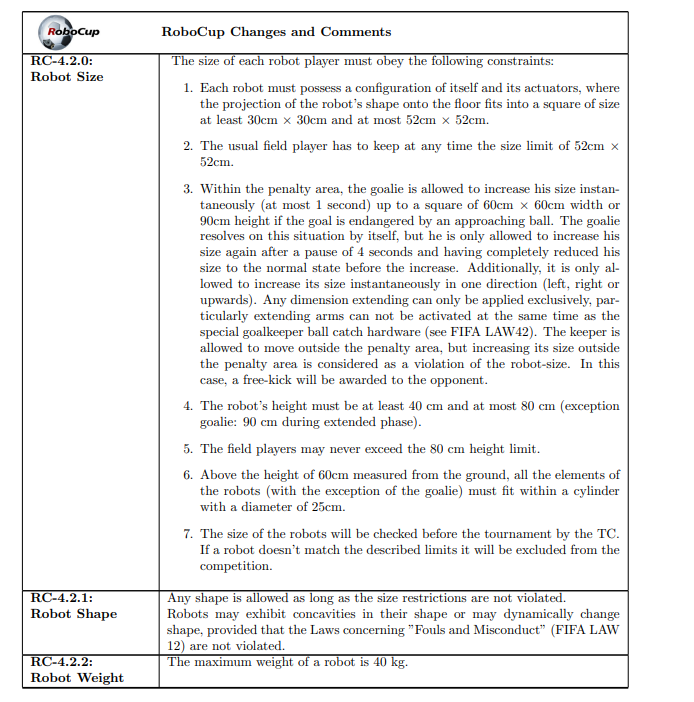 RoboCup
RoboCup Changes and Comments
RC-4.2.0:
Robot Size
The size of each robot player must obey the following constraints:
1. Each robot must possess a configuration of itself and its actuators, where
the projection of the robot's shape onto the floor fits into a square of size
at least 30cm × 30cm and at most 52cm × 52cm.
2. The usual field player has to keep at any time the size limit of 52cm ×
52cm.
3. Within the penalty area, the goalie is allowed to increase his size instan-
taneously (at most 1 second) up to a square of 60cm × 60cm width or
90cm height if the goal is endangered by an approaching ball. The goalie
resolves on this situation by itself, but he is only allowed to increase his
size again after a pause of 4 seconds and having completely reduced his
size to the normal state before the increase. Additionally, it is only al-
lowed to increase its size instantaneously in one direction (left, right or
upwards). Any dimension extending can only be applied exclusively, par-
ticularly extending arms can not be activated at the same time as the
special goalkeeper ball catch hardware (see FIFA LAW42). The keeper is
allowed to move outside the penalty area, but increasing its size outside
the penalty area is considered as a violation of the robot-size. In this
case, a free-kick will be awarded to the opponent.
4. The robot's height must be at least 40 cm and at most 80 cm (exception
goalie: 90 cm during extended phase).
5. The field players may never exceed the 80 cm height limit.
6. Above the height of 60cm measured from the ground, all the elements of
the robots (with the exception of the goalie) must fit within a cylinder
with a diameter of 25cm.
7. The size of the robots will be checked before the tournament by the TC.
If a robot doesn't match the described limits it will be excluded from the
competition.
RC-4.2.1:
Robot Shape
Any shape is allowed as long as the size restrictions are not violated.
Robots may exhibit concavities in their shape or may dynamically change
shape, provided that the Laws concerning "Fouls and Misconduct" (FIFA LAW
12) are not violated.
RC-4.2.2:
Robot Weight
The maximum weight of a robot is 40 kg.